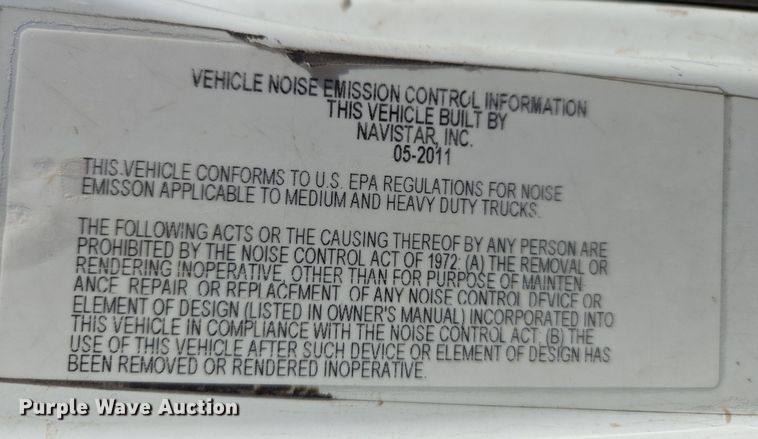 VEHICLE NOISE EMISSION CONTROL INFORMATION
THIS VEHICLE BUILT BY
NAVISTAR, INC.
05-2011
THIS VEHICLE CONFORMS TO U.S. EPA REGULATIONS FOR NOISE
EMISSON APPLICABLE TO MEDIUM AND HEAVY DUTY TRUCKS.
THE FOLLOWING ACTS OR THE CAUSING THEREOF BY ANY PERSON ARE
PROHIBITED BY THE NOISE CONTROL ACT OF 1972: (A) THE REMOVAL OR
RENDERING INOPERATIVE, OTHER THAN FOR PURPOSE OF MAINTEN-
ANCE, REPAIR, OR REPLACEMENT, OF ANY NOISE CONTROL DEVICE OR
ELEMENT OF DESIGN (LISTED IN OWNER'S MANUAL) INCORPORATED INTO
THIS VEHICLE IN COMPLIANCE WITH THE NOISE CONTROL ACT; (B) THE
USE OF THIS VEHICLE AFTER SUCH DEVICE OR ELEMENT OF DESIGN HAS
BEEN REMOVED OR RENDERED INOPERATIVE.
Purple Wave Auction